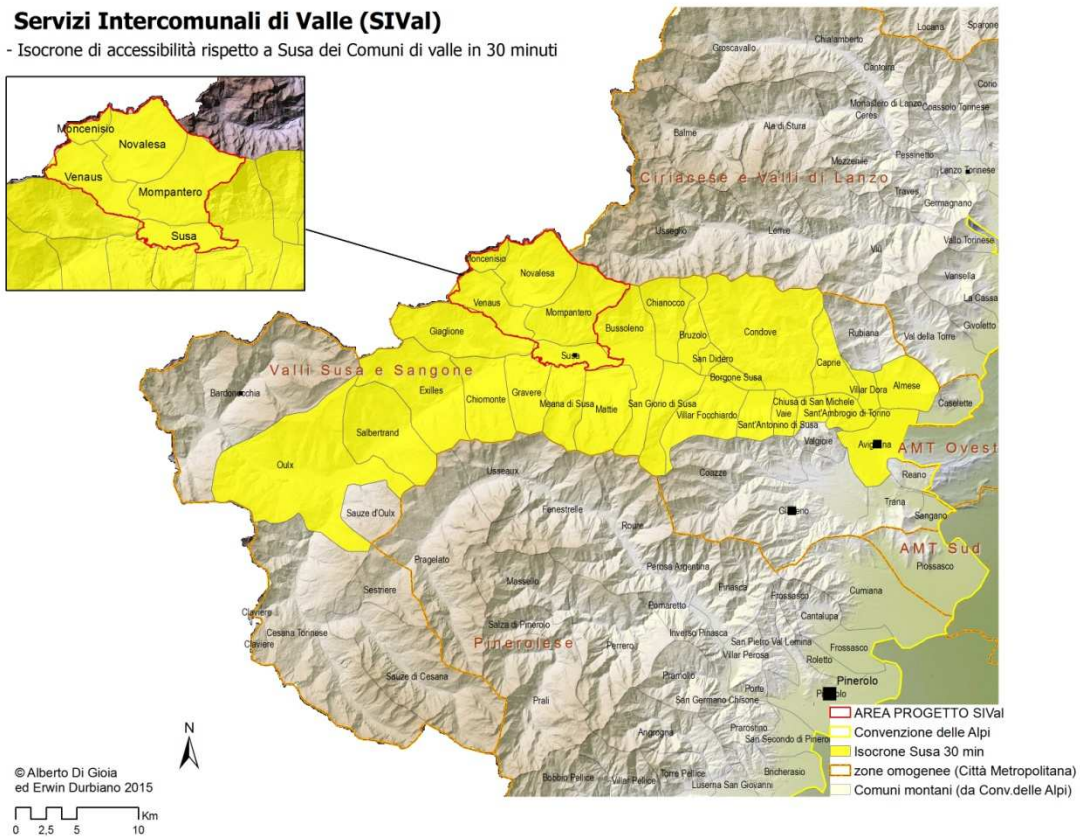 Servizi Intercomunali di Valle (SIVal)
- Isocrone di accessibilità rispetto a Susa dei Comuni di valle in 30 minuti
Moncenisio
Novalesa
Venaus
Mompantero
Susa
Locana
Sparone
Groscavallo
Chialamberto
Cantoira
Corio
Monastero di Lanzo
Coassolo Torinese
Ceres
Balme
Ala di Stura
Mezzenile
Pessinetto
Lanzo Torinese
Ciriacese e Valli di Lanzo
Traves
Germagnano
Usseglio
Lemie
Viù
Vallo Torinese
Varisella
La Cassa
Givoletto
Val della Torre
Rubiana
Caselette
Moncenisio
Novalesa
Venaus
Mompantero
Susa
Giaglione
Bussoleno
Chianocco
Bruzolo
Condove
San Didero
Borgone Susa
Caprie
Villar Dora
Almese
Valli Susa e Sangone
Bardonecchia
Exilles
Chiomonte
Gravere
Meana di Susa
Mattie
San Giorio di Susa
Villar Focchiardo
Chiusa di San Michele
Vaie
Sant'Ambrogio di Torino
Sant'Antonino di Susa
Salbertrand
Oulx
Sauze d'Oulx
Valgioie
Avigliana
AMT Ovest
Reano
Coazze
Giaveno
Trana
Sangano
AMT Sud
Piossasco
Usseaux
Fenestrelle
Roure
Pragelato
Perosa Argentina
Massello
Pinasca
Frossasco
Cumiana
Cantalupa
Sestriere
Pomaretto
Claviere
Cesana Torinese
Claviere
Salza di Pinerolo
Inverso Pinasca
Pinerolese
Perrero
San Pietro Val Lemina
Villar Perosa
Frossasco
Roletto
Sauze di Cesana
Pramollo
Prali
San Germano Chisone
Porte
Pinerolo
Pinerolo
Angrogna
Prarostino
San Secondo di Pinerolo
Bobbio Pellice
Villar Pellice
Torre Pellice
Luserna San Giovanni
Bricherasio
AREA PROGETTO SIVal
Convenzione delle Alpi
Isocrone Susa 30 min
zone omogenee (Città Metropolitana)
Comuni montani (da Conv.delle Alpi)
N
© Alberto Di Gioia
ed Erwin Durbiano 2015
Km
0 2,5 5 10